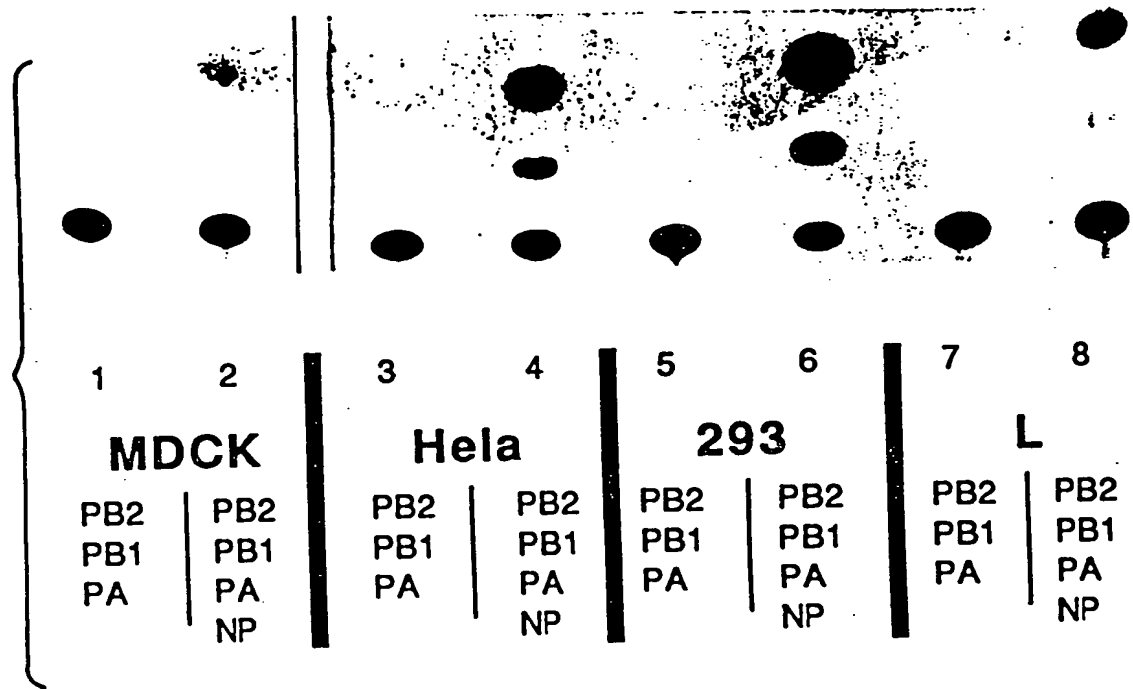 1 2 3 4 5 6 7 8
MDCK Hela 293 L
PB2 PB2 PB2 PB2 PB2 PB2 PB2 PB2
PB1 PB1 PB1 PB1 PB1 PB1 PB1 PB1
PA PA PA PA PA PA PA PA
NP NP NP NP